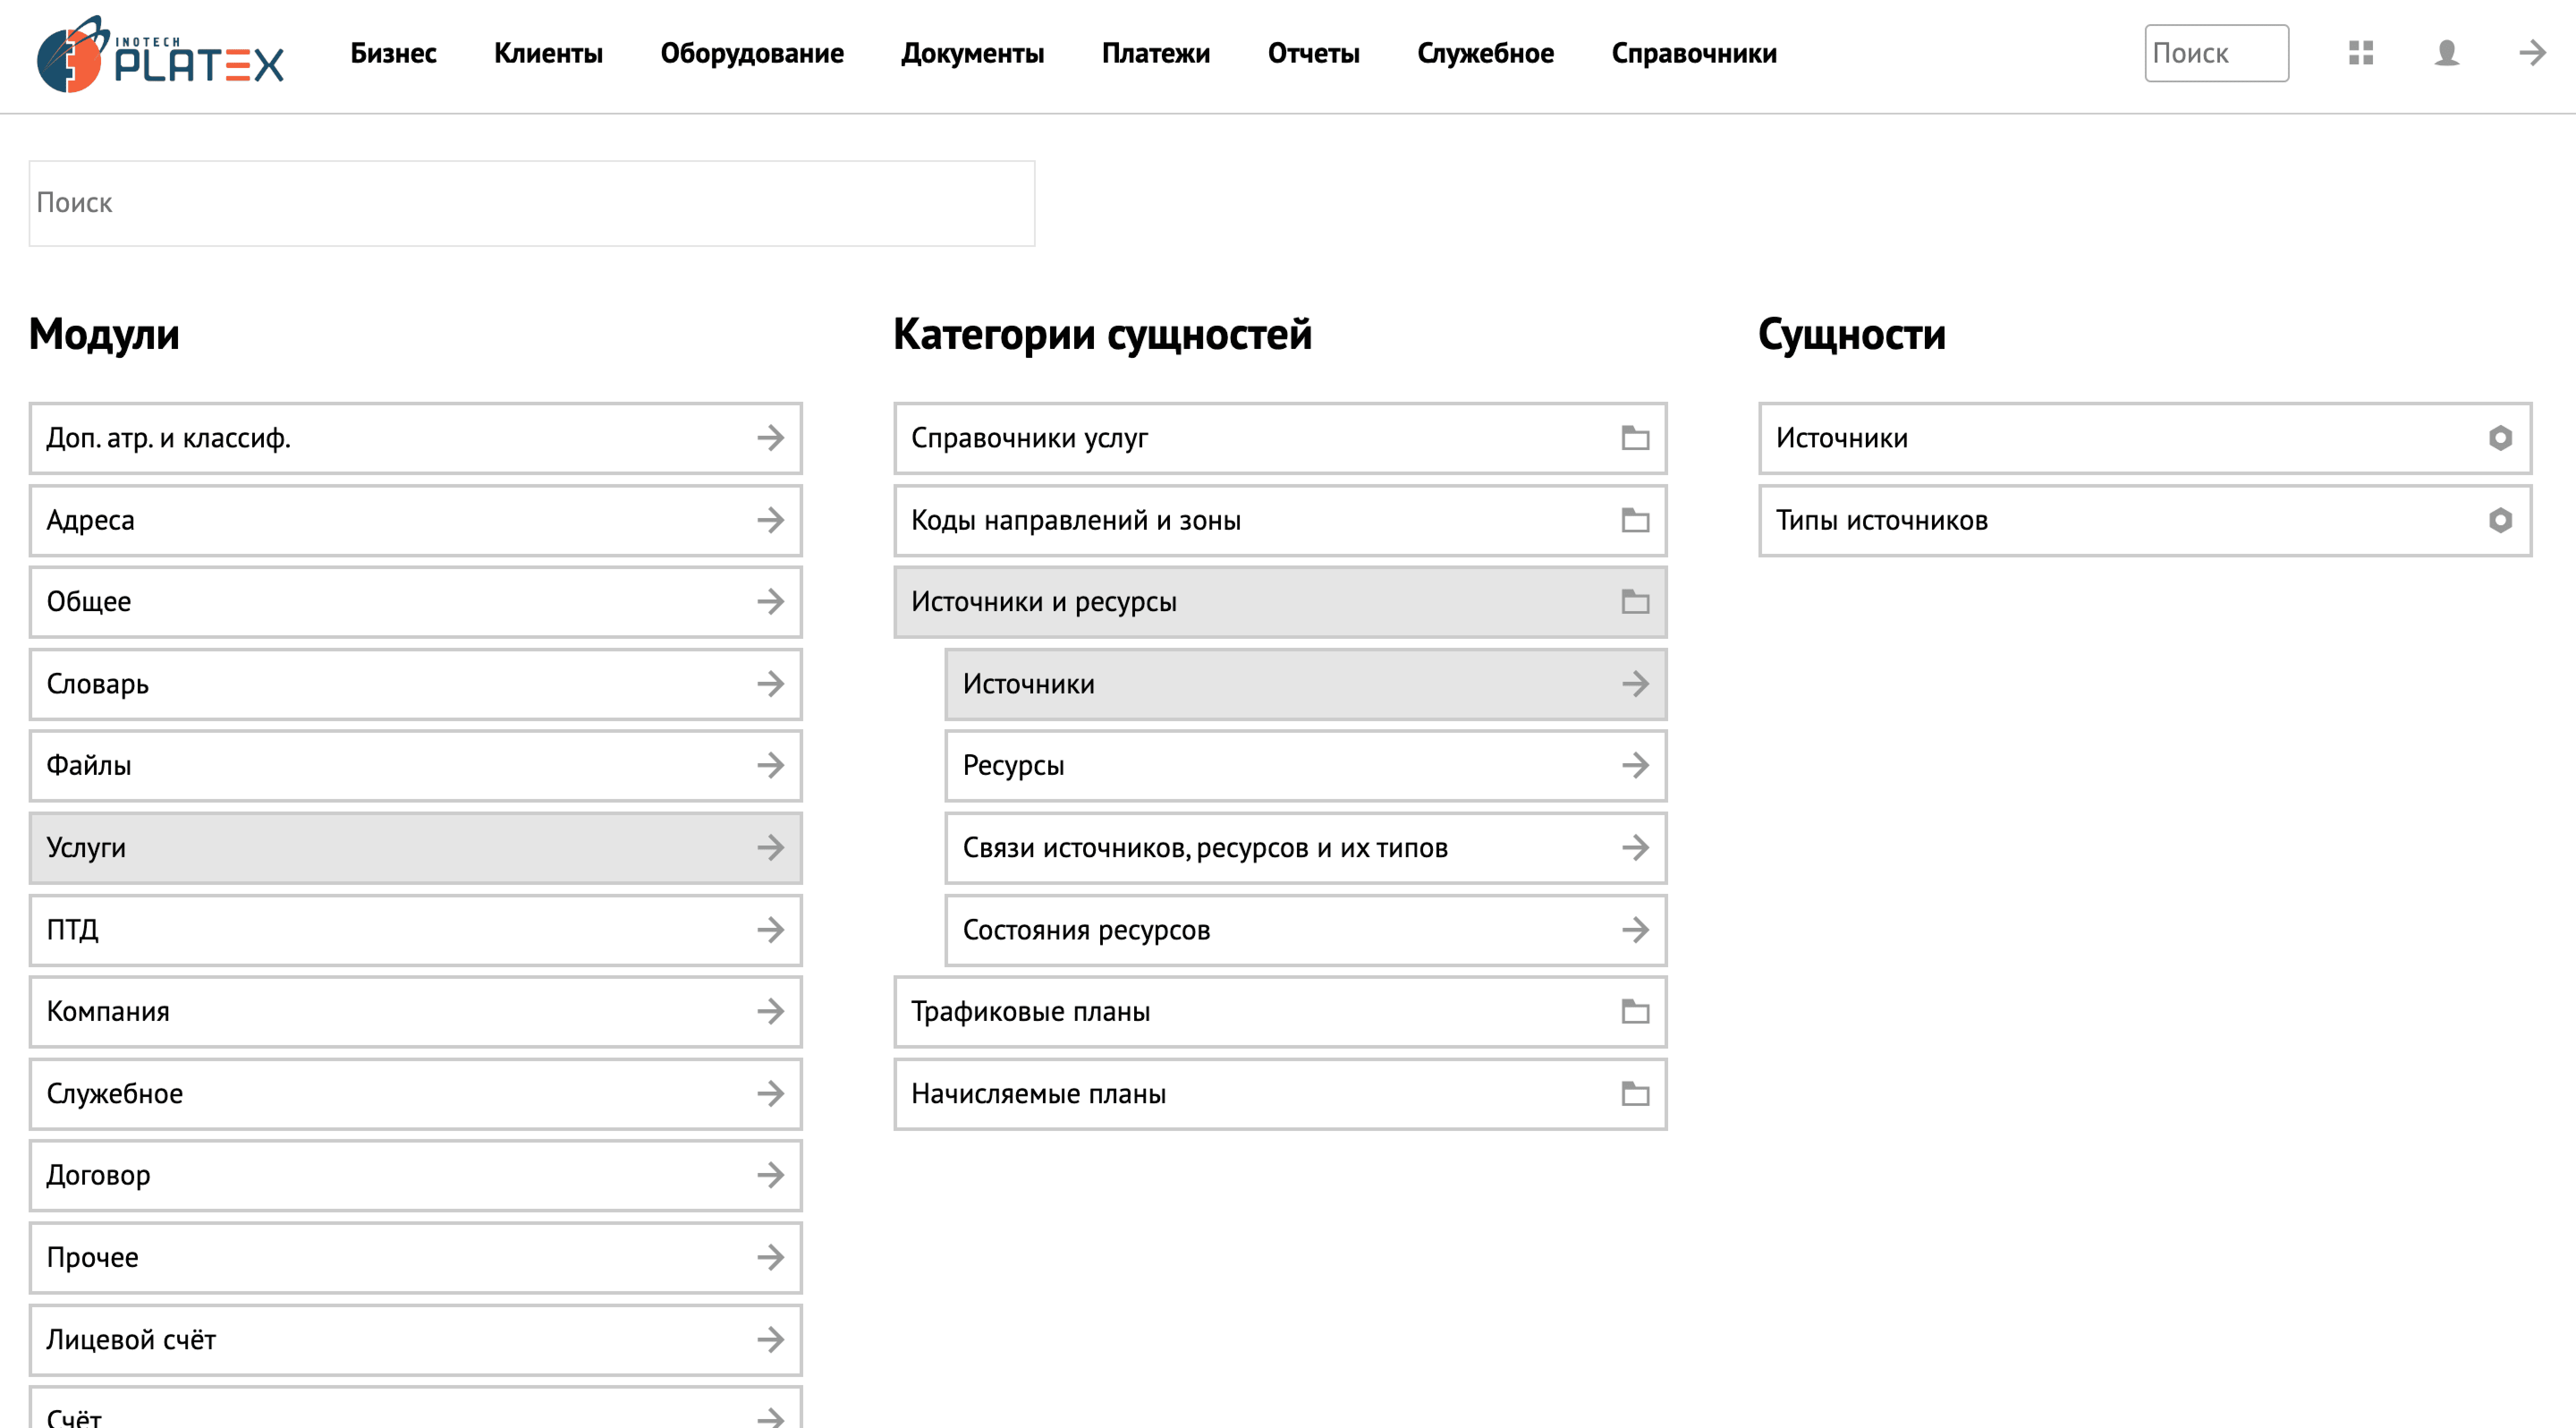 INOTECH
PLATEX
Бизнес Клиенты Оборудование Документы Платежи Отчеты Служебное Справочники Поиск
Поиск
Модули
Доп. атр. и классиф.
Адреса
Общее
Словарь
Файлы
Услуги
ПТД
Компания
Служебное
Договор
Прочее
Лицевой счёт
Счёт
Категории сущностей
Справочники услуг
Коды направлений и зоны
Источники и ресурсы
Источники
Ресурсы
Связи источников, ресурсов и их типов
Состояния ресурсов
Трафиковые планы
Начисляемые планы
Сущности
Источники
Типы источников